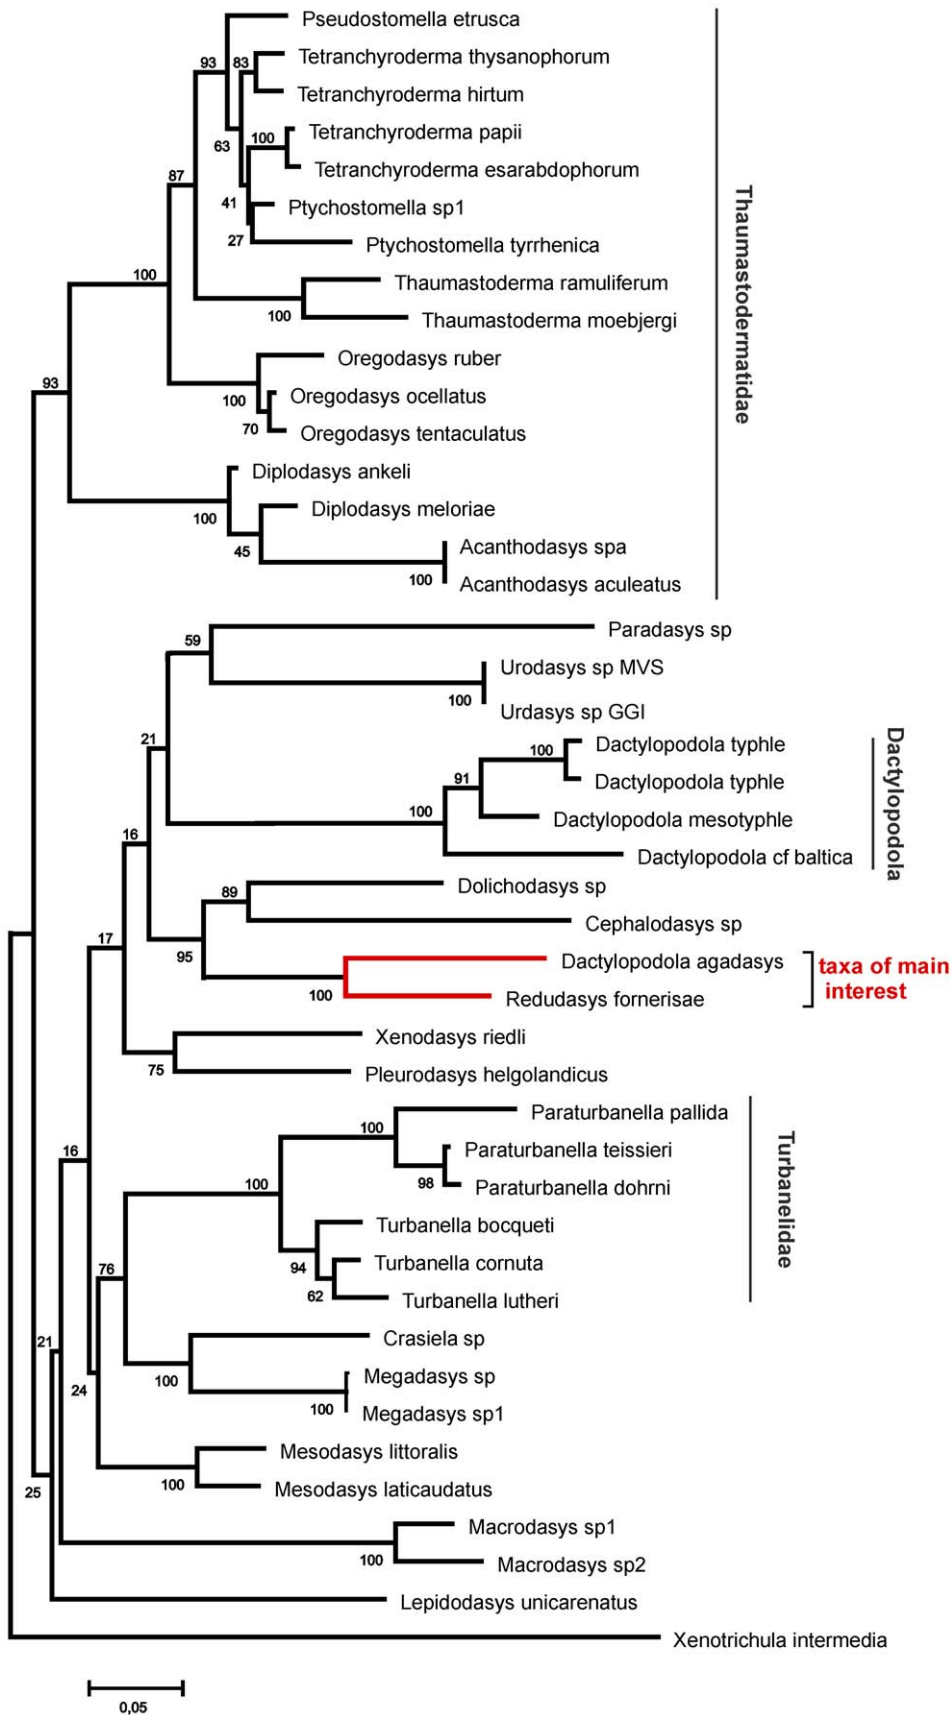 Pseudostomella etrusca
93
83
Tetranchyroderma thysanophorum
Tetranchyroderma hirtum
Tetranchyroderma papii
100
63
Tetranchyroderma esarabdophorum
87
41
Ptychostomella sp1
27
Ptychostomella tyrrhenica
100
Thaumastoderma ramuliferum
100
Thaumastoderma moebjergi
Thaumastodermatidae
Oregodasys ruber
93
100
Oregodasys ocellatus
70
Oregodasys tentaculatus
Diplodasys ankeli
100
Diplodasys meloriae
45
Acanthodasys spa
100
Acanthodasys aculeatus
Paradasys sp
59
Urodasys sp MVS
100
Urdasys sp GGI
21
Dactylopodola typhle
100
91
Dactylopodola typhle
100
Dactylopodola mesotyphle
16
Dactylopodola cf baltica
Dactylopodola
Dolichodasys sp
89
Cephalodasys sp
17
95
Dactylopodola agadasys
taxa of main
interest
100
Redudasys fornerisae
Xenodasys riedli
75
Pleurodasys helgolandicus
Paraturbanella pallida
100
16
Paraturbanella teissieri
98
Paraturbanella dohrni
100
Turbanelidae
Turbanella bocqueti
94
Turbanella cornuta
76
62
Turbanella lutheri
21
Crasiela sp
24
100
Megadasys sp
100
Megadasys sp1
Mesodasys littoralis
100
Mesodasys laticaudatus
25
Macrodasys sp1
100
Macrodasys sp2
Lepidodasys unicarenatus
Xenotrichula intermedia
0,05